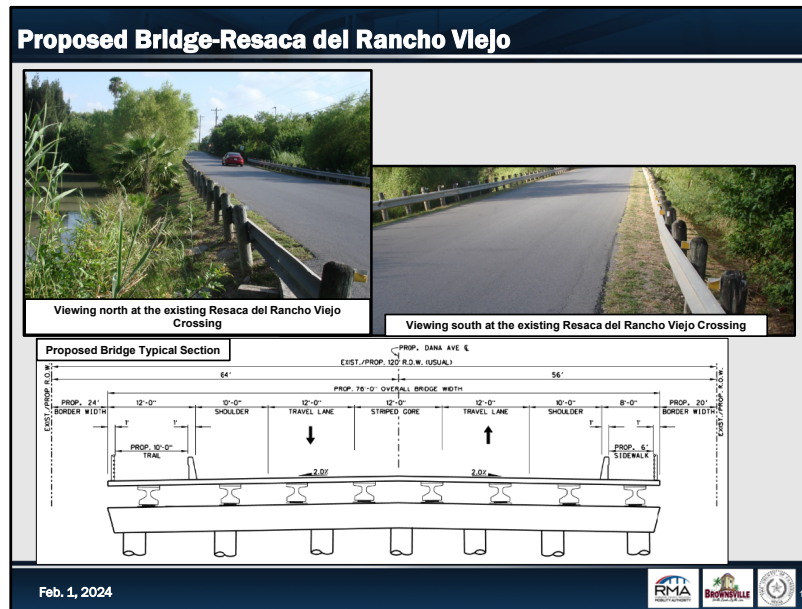 Proposed Bridge-Resaca del Rancho Viejo
Viewing north at the existing Resaca del Rancho Viejo
Crossing
Viewing south at the existing Resaca del Rancho Viejo Crossing
Proposed Bridge Typical Section
PROP. DANA AVE ℄
EXIST./PROP. 120' R.O.W. (USUAL)
64' 56'
PROP. 76'-0" OVERALL BRIDGE WIDTH
EXIST./PROP R.O.W.
PROP. 24' 12'-0" 10'-0" 12'-0" 12'-0" 12'-0" 10'-0" 8'-0" PROP. 20'
BORDER WIDTH SHOULDER TRAVEL LANE STRIPED GORE TRAVEL LANE SHOULDER BORDER WIDTH
EXIST./PROP. R.O.W.
1' 1' 1' 1'
PROP. 10'-0"
TRAIL
PROP. 6'
SIDEWALK
2.0% 2.0%
Feb. 1, 2024
RMA
MOBILITY AUTHORITY
BROWNSVILLE